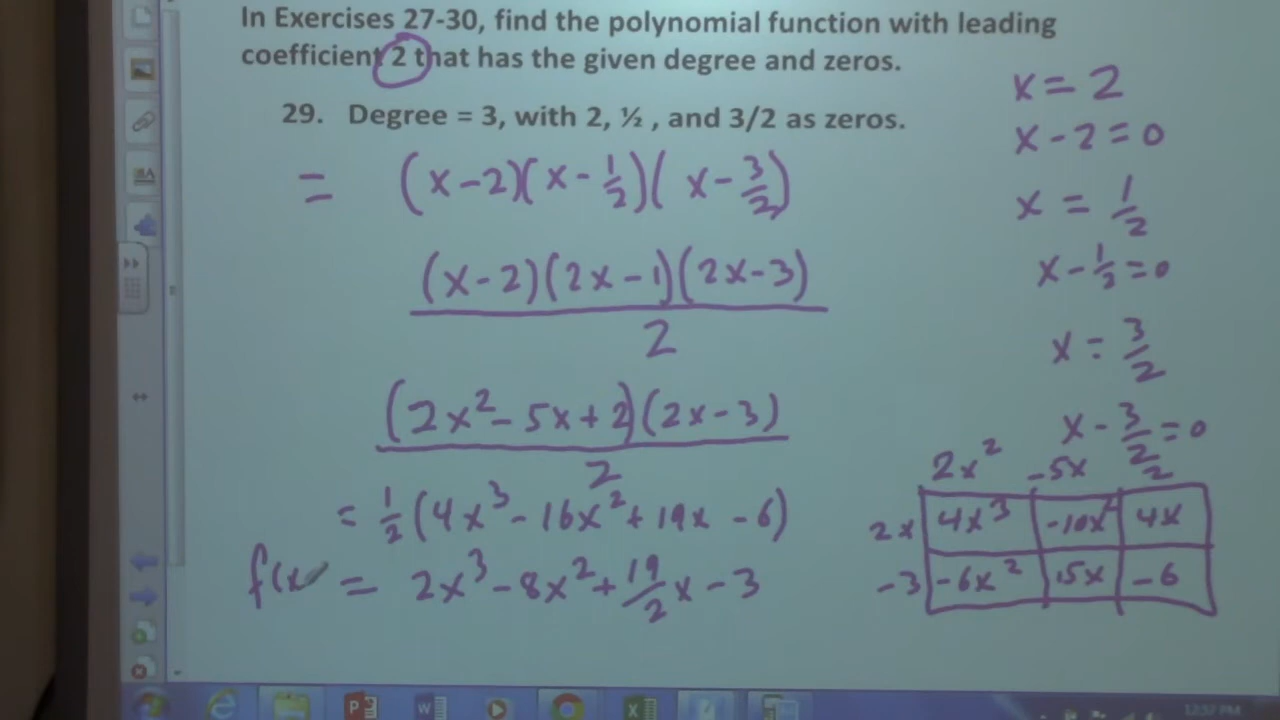 In Exercises 27-30, find the polynomial function with leading
coefficient 2 that has the given degree and zeros.
29. Degree = 3, with 2, ½, and 3/2 as zeros.
= (x-2)(x-1/2)(x-3/2)
(x-2)(2x-1)(2x-3)
2
(2x²-5x+2)(2x-3)
2
= 1/2 (4x³-16x²+19x-6)
f(x) = 2x³-8x²+19/2 x-3
x=2
x-2=0
x=1/2
x-1/2=0
x=3/2
x-3/2=0
2x² -5x 2
2x 4x³ -10x² 4x
-3 -6x² 15x -6
12:57 PM